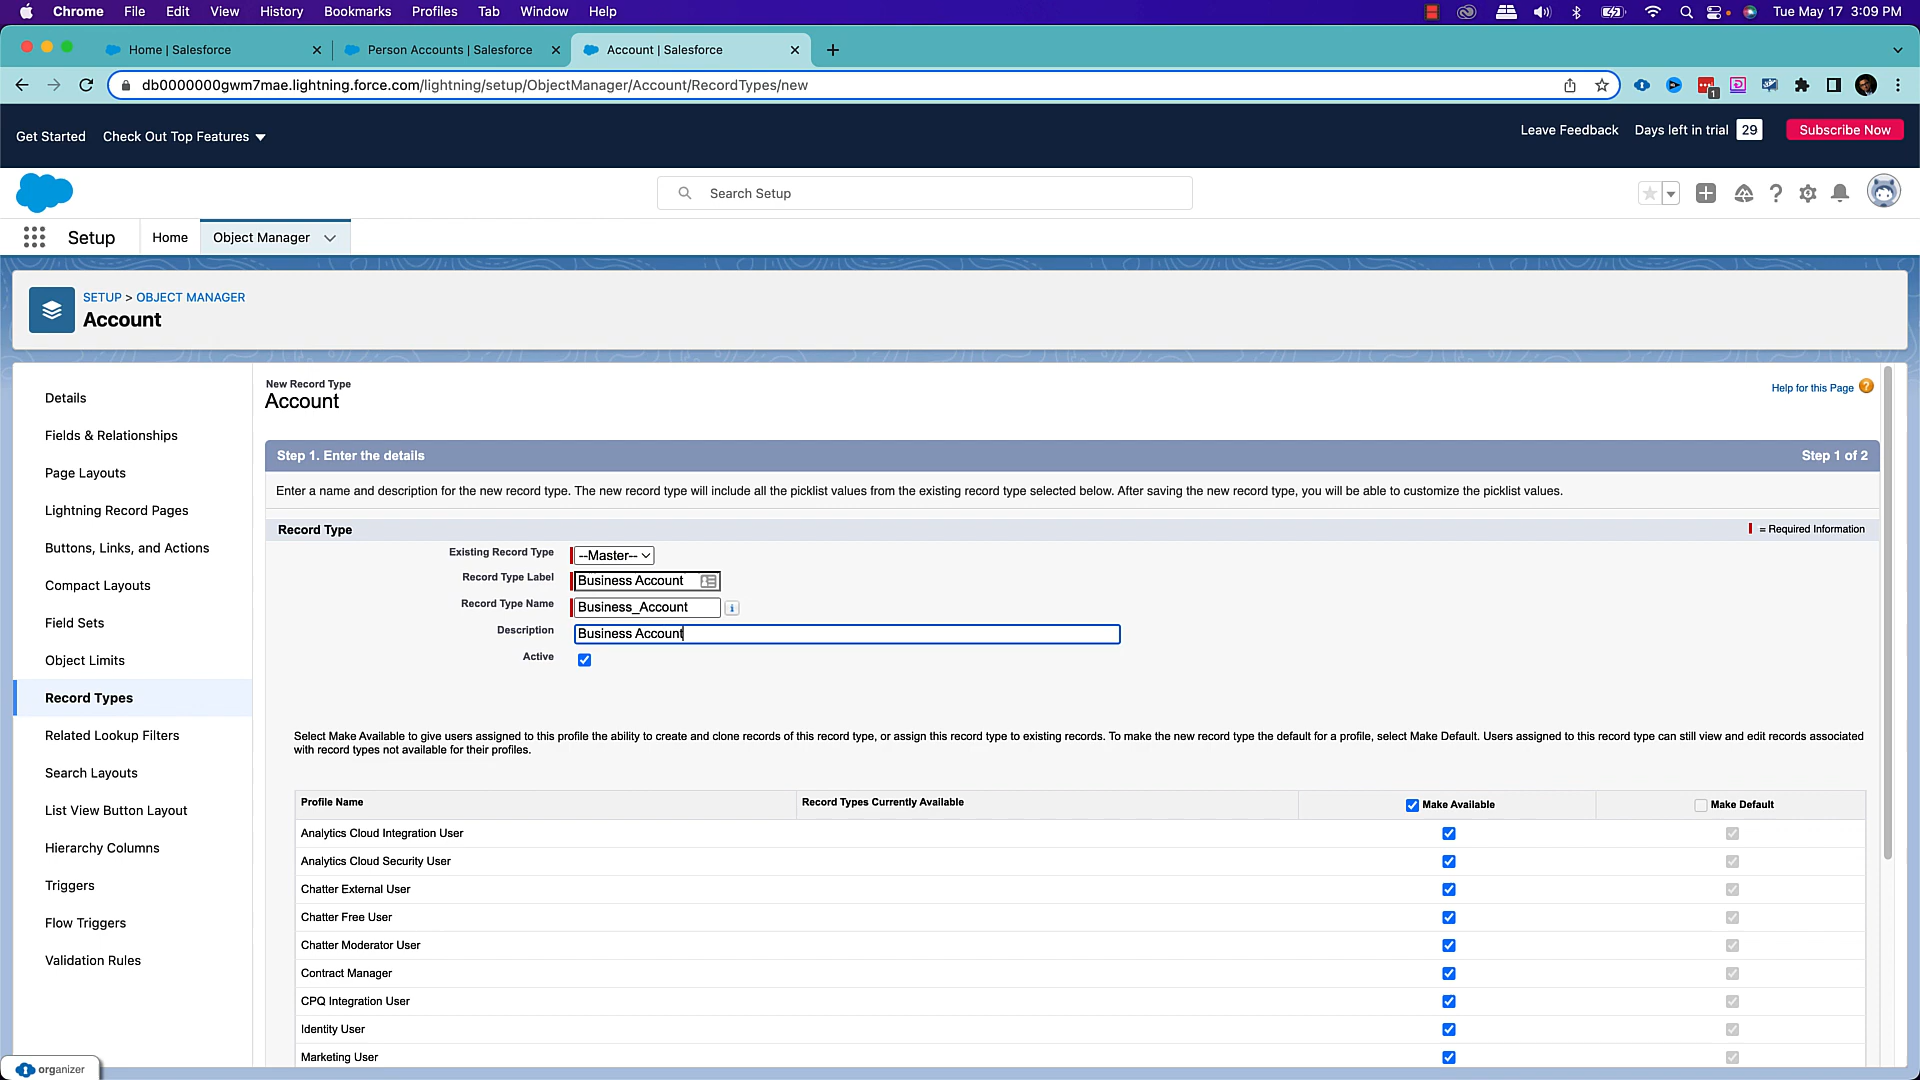 Chrome File Edit View History Bookmarks Profiles Tab Window Help Tue May 17 3:09 PM
Home | Salesforce Person Accounts | Salesforce Account | Salesforce
db0000000gwm7mae.lightning.force.com/lightning/setup/ObjectManager/Account/RecordTypes/new 1
Get Started Check Out Top Features Leave Feedback Days left in trial 29 Subscribe Now
Search Setup
Setup Home Object Manager
SETUP > OBJECT MANAGER
Account
Details
Fields & Relationships
Page Layouts
Lightning Record Pages
Buttons, Links, and Actions
Compact Layouts
Field Sets
Object Limits
Record Types
Related Lookup Filters
Search Layouts
List View Button Layout
Hierarchy Columns
Triggers
Flow Triggers
Validation Rules
New Record Type
Account
Help for this Page ?
Step 1. Enter the details Step 1 of 2
Enter a name and description for the new record type. The new record type will include all the picklist values from the existing record type selected below. After saving the new record type, you will be able to customize the picklist values.
Record Type = Required Information
Existing Record Type --Master--
Record Type Label Business Account
Record Type Name Business_Account i
Description Business Account
Active
Select Make Available to give users assigned to this profile the ability to create and clone records of this record type, or assign this record type to existing records. To make the new record type the default for a profile, select Make Default. Users assigned to this record type can still view and edit records associated
with record types not available for their profiles.
Profile Name Record Types Currently Available Make Available Make Default
Analytics Cloud Integration User
Analytics Cloud Security User
Chatter External User
Chatter Free User
Chatter Moderator User
Contract Manager
CPQ Integration User
Identity User
Marketing User
organizer